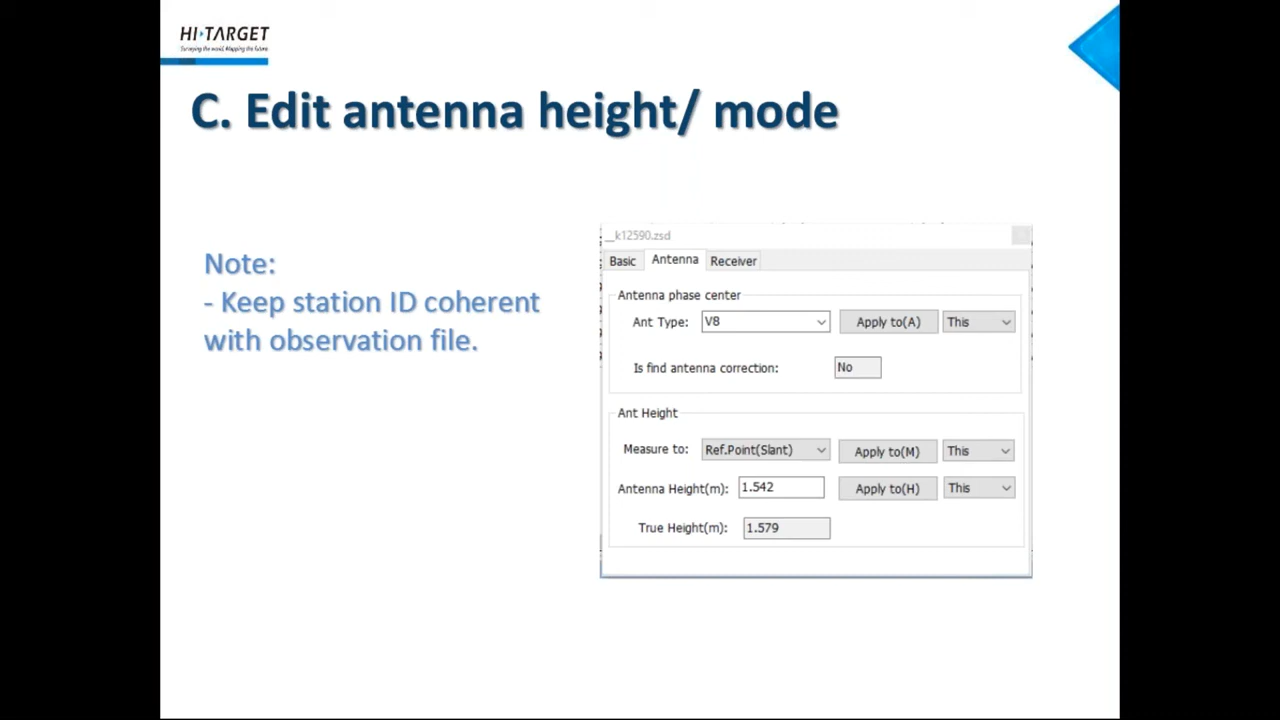 HI-TARGET
Surveying the world, Mapping the future
C. Edit antenna height/ mode
Note:
- Keep station ID coherent
with observation file.
__k12590.zsd
Basic Antenna Receiver
Antenna phase center
Ant Type: V8 Apply to(A) This
Is find antenna correction: No
Ant Height
Measure to: Ref.Point(Slant) Apply to(M) This
Antenna Height(m): 1.542 Apply to(H) This
True Height(m): 1.579